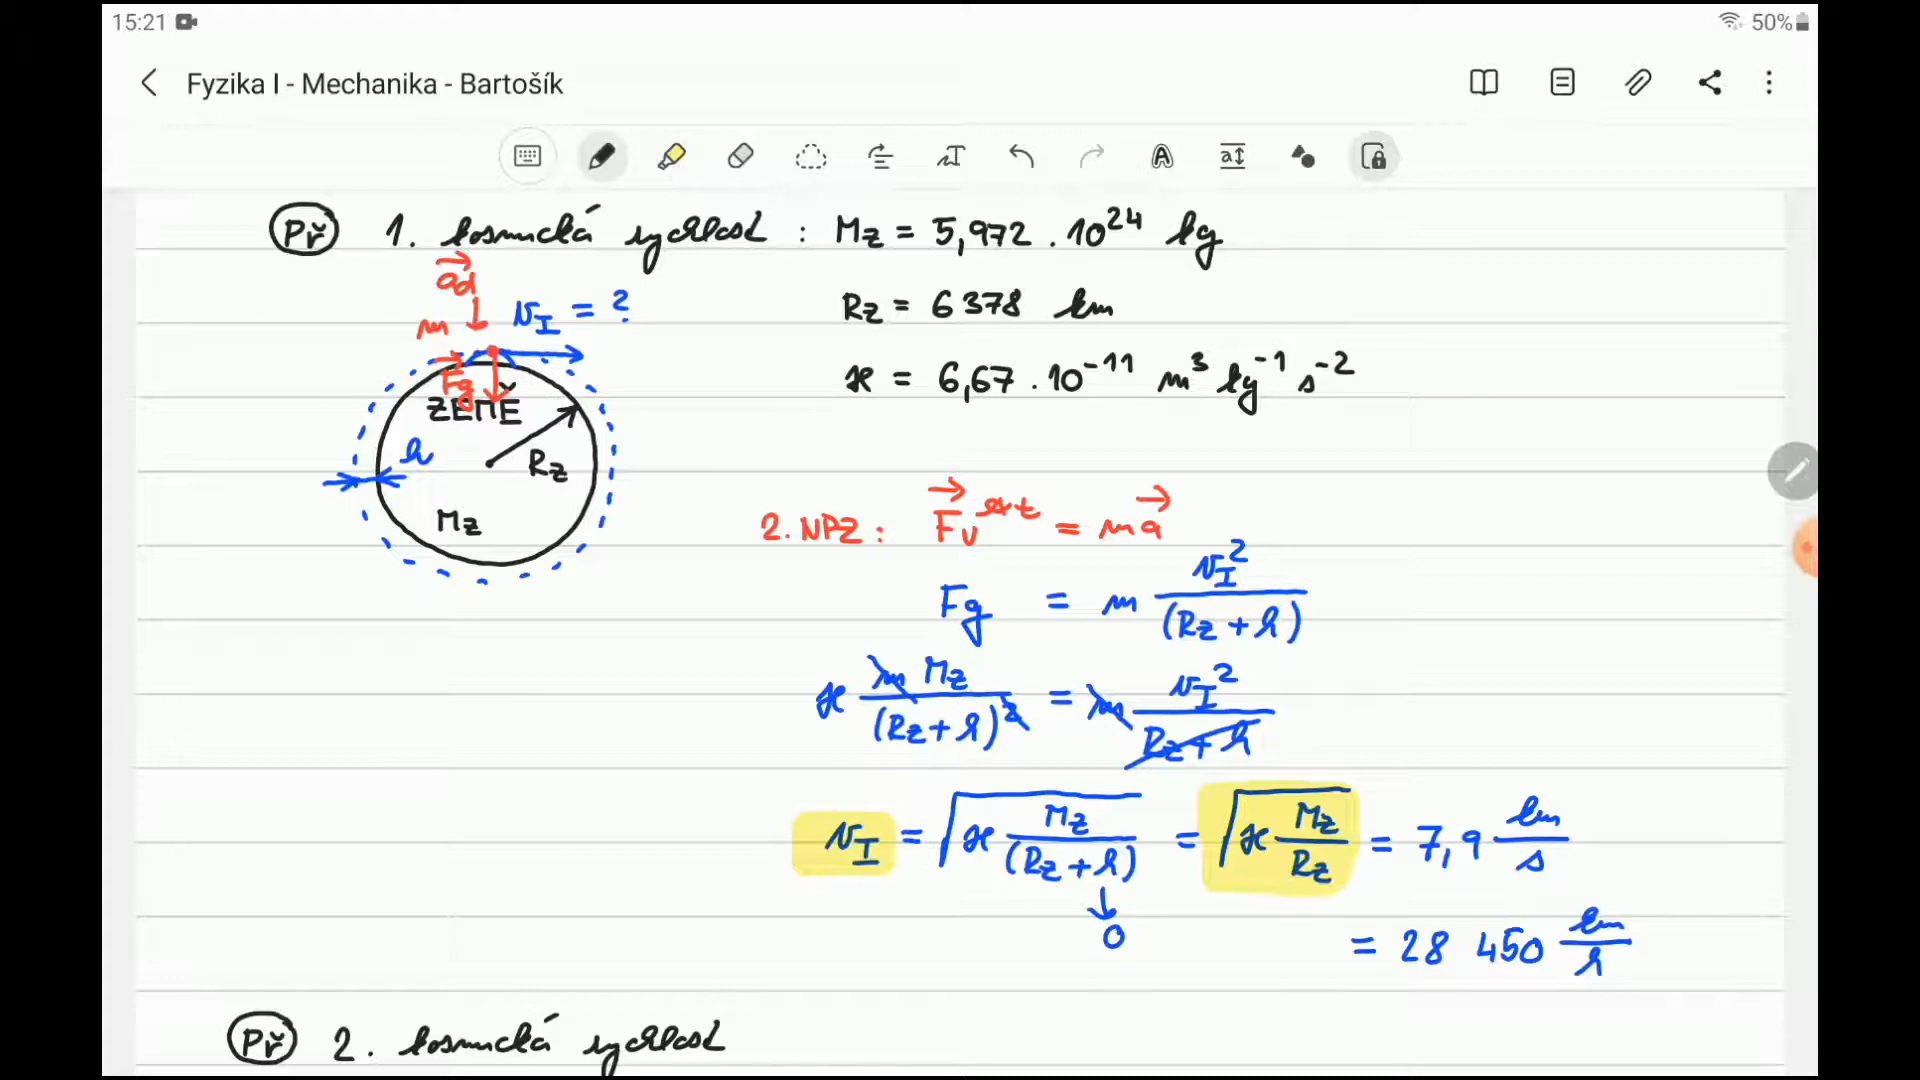 15:21 50%
Fyzika I - Mechanika - Bartošík
Př 1. kosmická rychlost : Mz = 5,972 . 10^24 kg
ad
m vI = ?
Rz = 6 378 km
Fg
ZEMĚ
ϰ = 6,67 . 10^-11 m^3 kg^-1 s^-2
h Rz
Mz
2. NPZ : Fv^ext = ma
Fg = m vI^2 / (Rz + h)
ϰ m Mz / (Rz + h)^2 = m vI^2 / Rz + h
vI = √(ϰ Mz / (Rz + h)) = √(ϰ Mz / Rz) = 7,9 km/s
↓
0
= 28 450 km/h
Př 2. kosmická rychlost